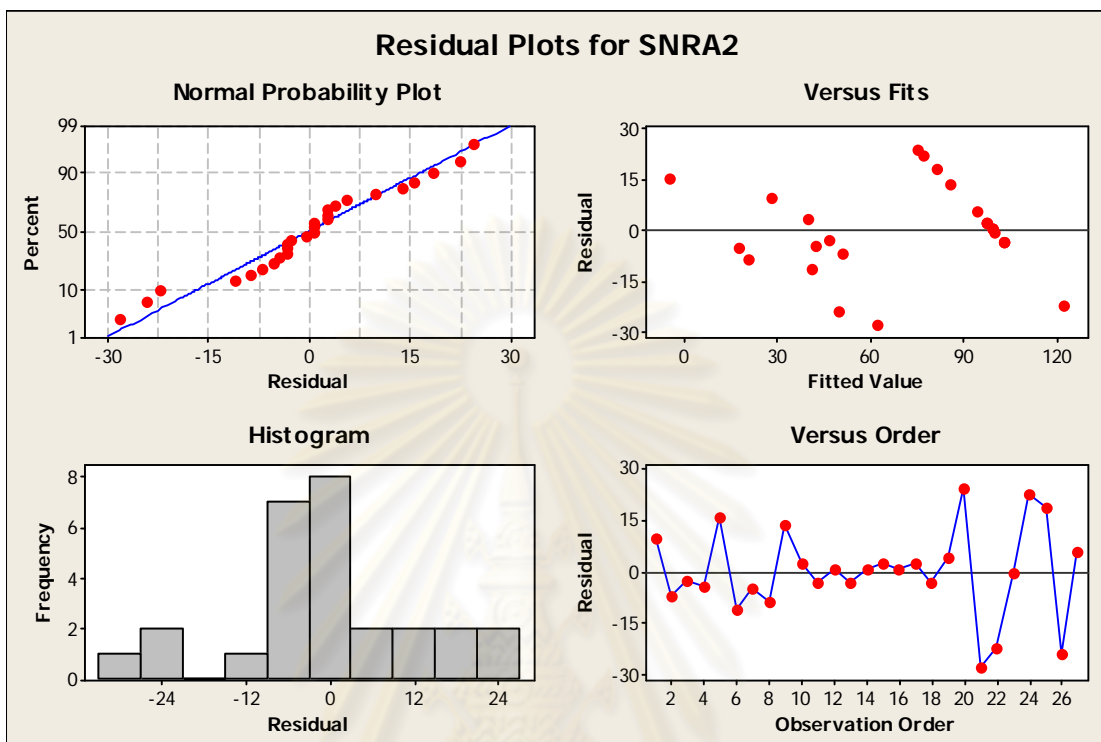 Residual Plots for SNRA2
Normal Probability Plot
99
90
50
10
1
Percent
-30 -15 0 15 30
Residual
Versus Fits
30
15
0
-15
-30
Residual
0 30 60 90 120
Fitted Value
Histogram
8
6
4
2
0
Frequency
-24 -12 0 12 24
Residual
Versus Order
30
15
0
-15
-30
Residual
2 4 6 8 10 12 14 16 18 20 22 24 26
Observation Order